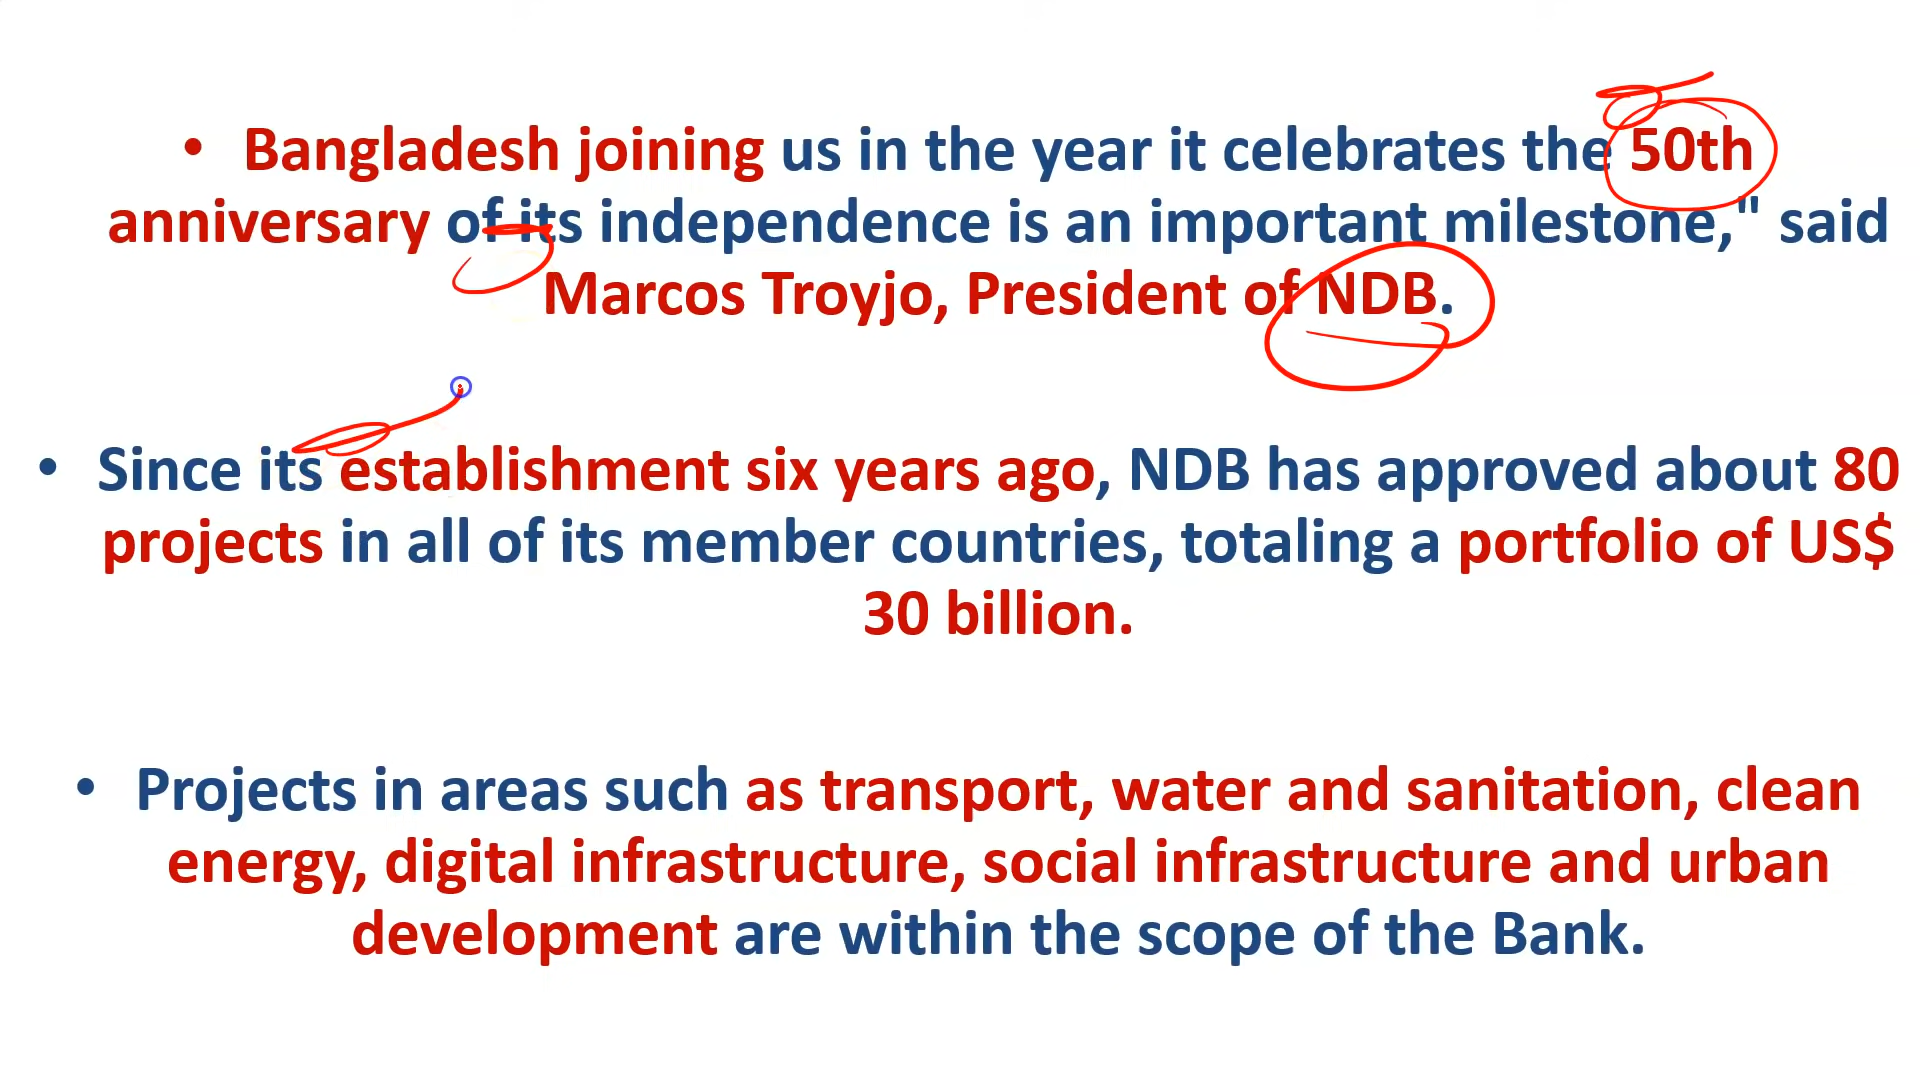 • Bangladesh joining us in the year it celebrates the 50th
anniversary of its independence is an important milestone," said
Marcos Troyjo, President of NDB.
• Since its establishment six years ago, NDB has approved about 80
projects in all of its member countries, totaling a portfolio of US$
30 billion.
• Projects in areas such as transport, water and sanitation, clean
energy, digital infrastructure, social infrastructure and urban
development are within the scope of the Bank.